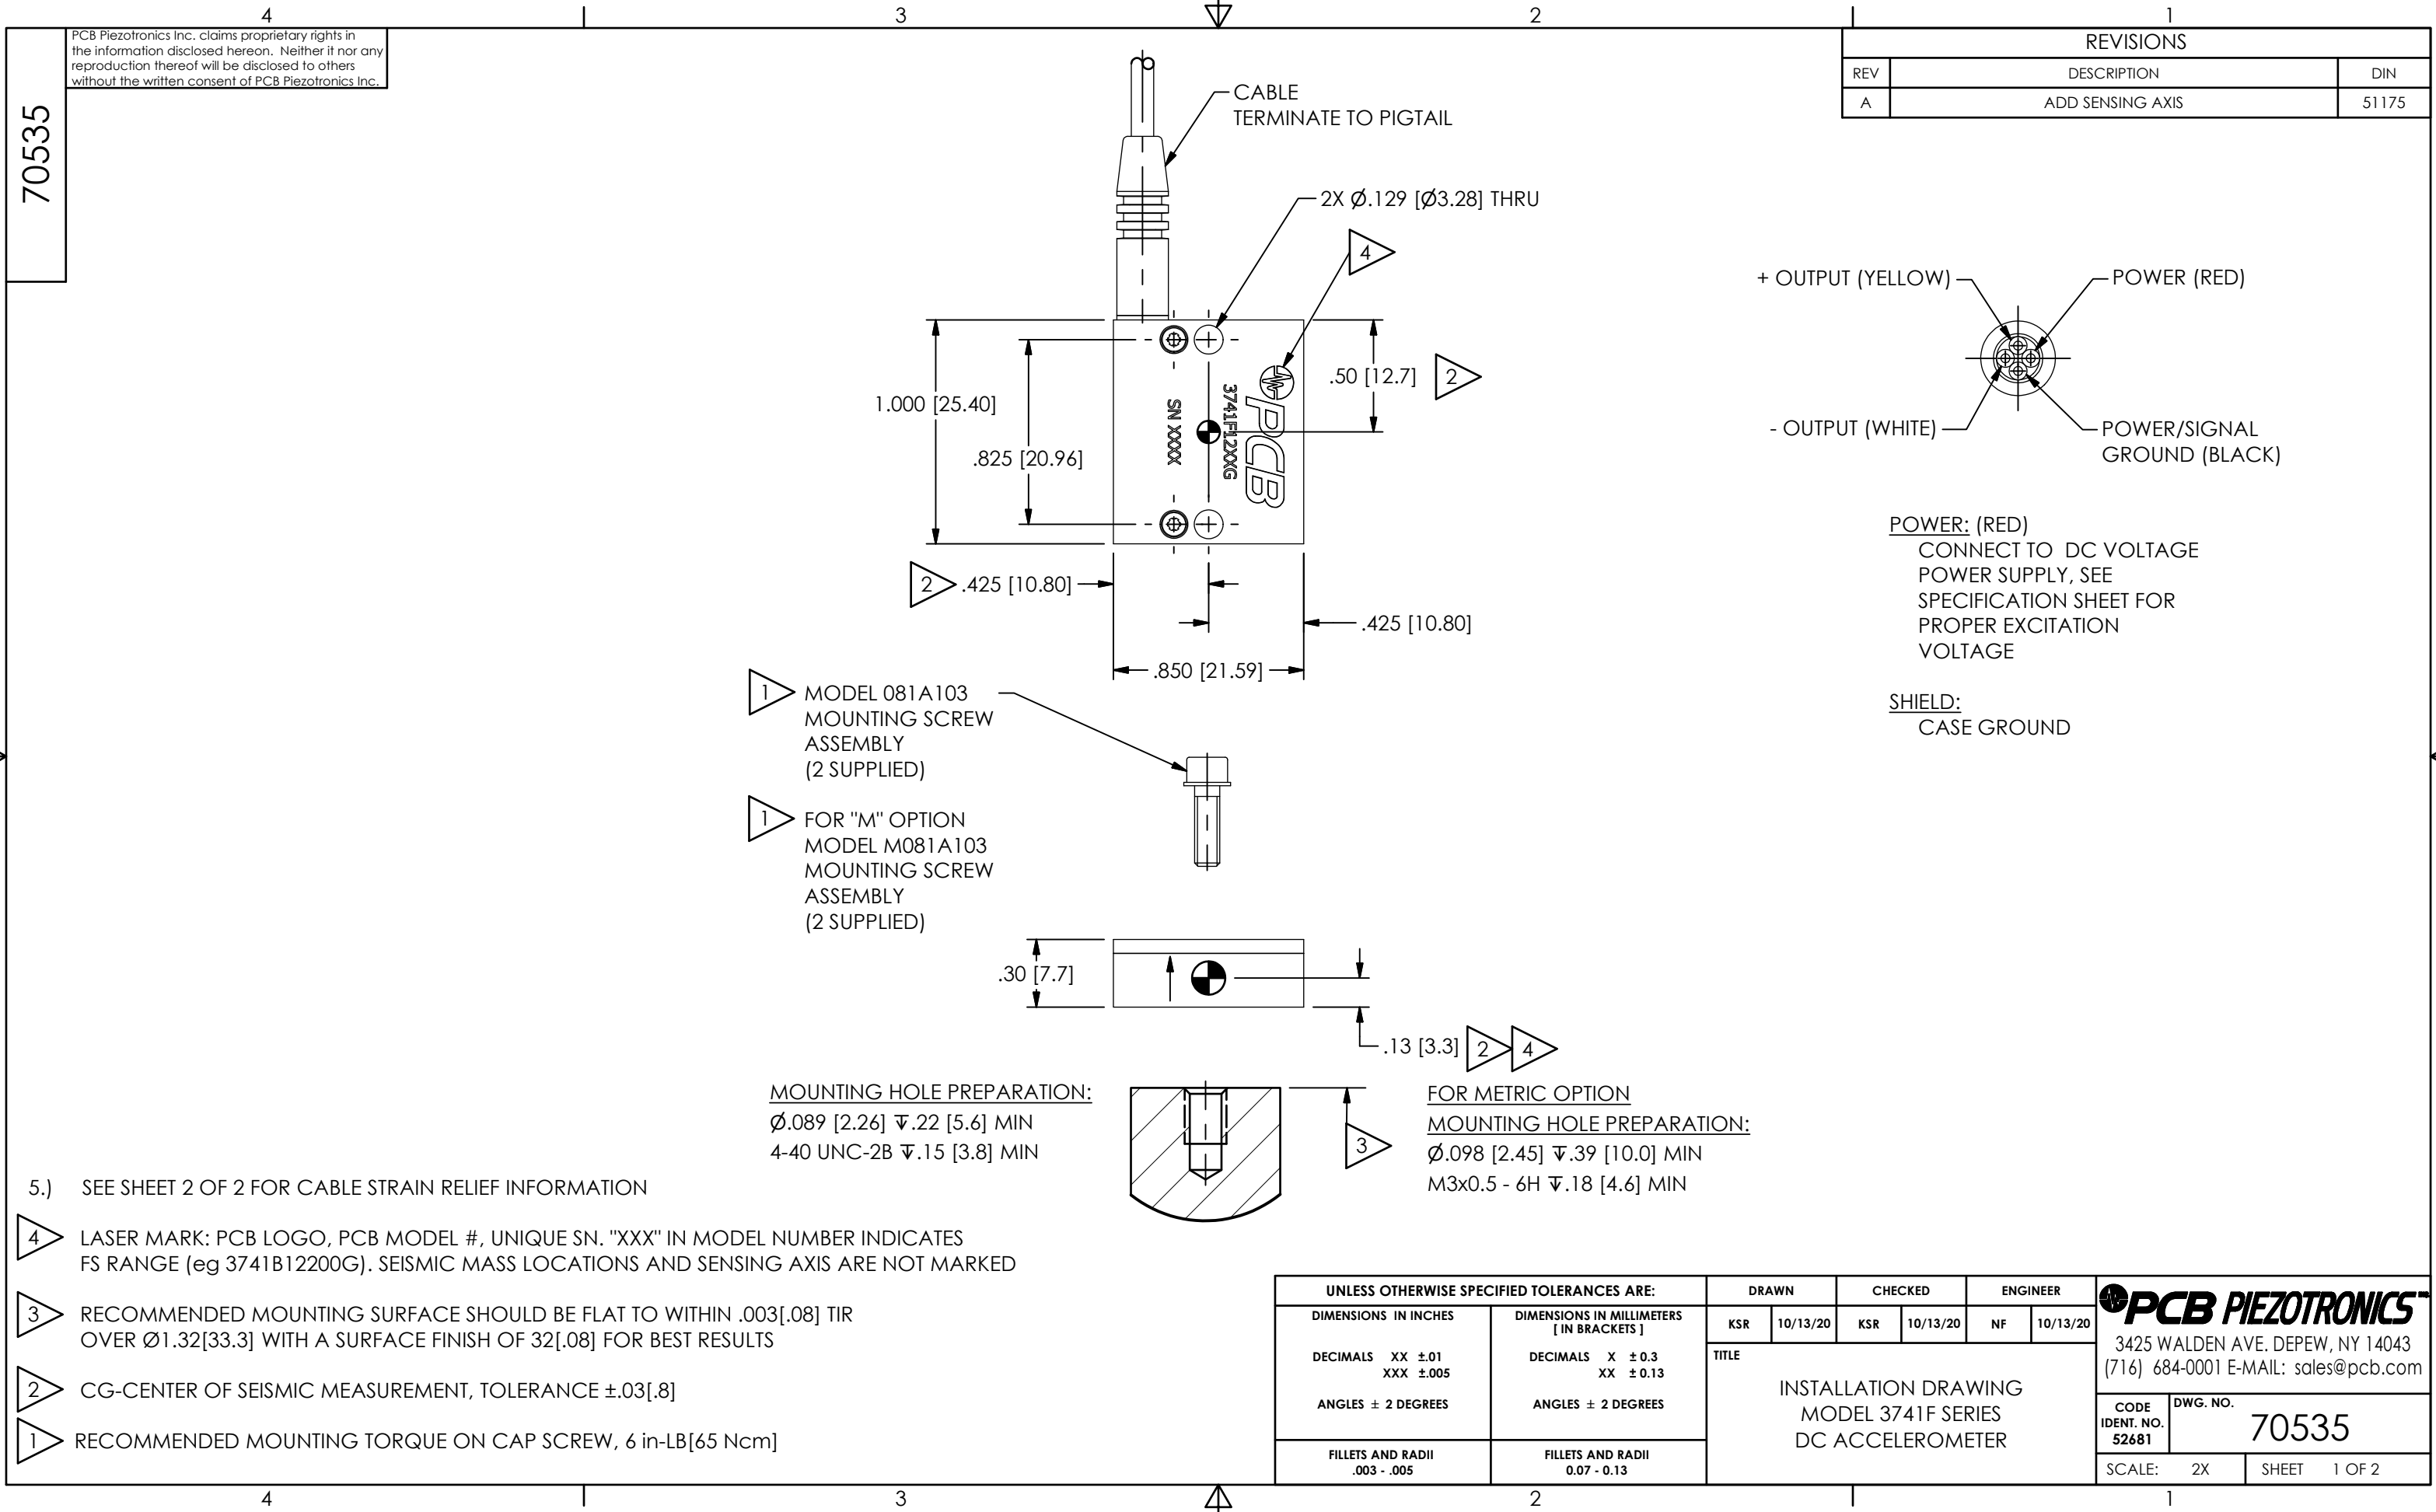 4
3
2
1
PCB Piezotronics Inc. claims proprietary rights in
the information disclosed hereon. Neither it nor any
reproduction thereof will be disclosed to others
without the written consent of PCB Piezotronics Inc.
70535
REVISIONS
REV DESCRIPTION DIN
A ADD SENSING AXIS 51175
CABLE
TERMINATE TO PIGTAIL
2X Ø.129 [Ø3.28] THRU
4
1.000 [25.40]
.825 [20.96]
.50 [12.7] 2
SN XXXX
3741F12XXG
PCB
2 .425 [10.80]
.425 [10.80]
.850 [21.59]
+ OUTPUT (YELLOW)
POWER (RED)
- OUTPUT (WHITE)
POWER/SIGNAL
GROUND (BLACK)
POWER: (RED)
CONNECT TO DC VOLTAGE
POWER SUPPLY, SEE
SPECIFICATION SHEET FOR
PROPER EXCITATION
VOLTAGE
SHIELD:
CASE GROUND
1 MODEL 081A103
MOUNTING SCREW
ASSEMBLY
(2 SUPPLIED)
1 FOR "M" OPTION
MODEL M081A103
MOUNTING SCREW
ASSEMBLY
(2 SUPPLIED)
.30 [7.7]
.13 [3.3] 2 4
MOUNTING HOLE PREPARATION:
Ø.089 [2.26] ↧.22 [5.6] MIN
4-40 UNC-2B ↧.15 [3.8] MIN
3
FOR METRIC OPTION
MOUNTING HOLE PREPARATION:
Ø.098 [2.45] ↧.39 [10.0] MIN
M3x0.5 - 6H ↧.18 [4.6] MIN
5.) SEE SHEET 2 OF 2 FOR CABLE STRAIN RELIEF INFORMATION
4 LASER MARK: PCB LOGO, PCB MODEL #, UNIQUE SN. "XXX" IN MODEL NUMBER INDICATES
FS RANGE (eg 3741B12200G). SEISMIC MASS LOCATIONS AND SENSING AXIS ARE NOT MARKED
3 RECOMMENDED MOUNTING SURFACE SHOULD BE FLAT TO WITHIN .003[.08] TIR
OVER Ø1.32[33.3] WITH A SURFACE FINISH OF 32[.08] FOR BEST RESULTS
2 CG-CENTER OF SEISMIC MEASUREMENT, TOLERANCE ±.03[.8]
1 RECOMMENDED MOUNTING TORQUE ON CAP SCREW, 6 in-LB[65 Ncm]
UNLESS OTHERWISE SPECIFIED TOLERANCES ARE:
DIMENSIONS IN INCHES
DECIMALS XX ±.01
XXX ±.005
ANGLES ± 2 DEGREES
FILLETS AND RADII
.003 - .005
DIMENSIONS IN MILLIMETERS
[ IN BRACKETS ]
DECIMALS X ± 0.3
XX ± 0.13
ANGLES ± 2 DEGREES
FILLETS AND RADII
0.07 - 0.13
DRAWN CHECKED ENGINEER
KSR 10/13/20 KSR 10/13/20 NF 10/13/20
TITLE
INSTALLATION DRAWING
MODEL 3741F SERIES
DC ACCELEROMETER
PCB PIEZOTRONICS™
3425 WALDEN AVE. DEPEW, NY 14043
(716) 684-0001 E-MAIL: sales@pcb.com
CODE
IDENT. NO.
52681
DWG. NO.
70535
SCALE: 2X SHEET 1 OF 2
4
3
2
1